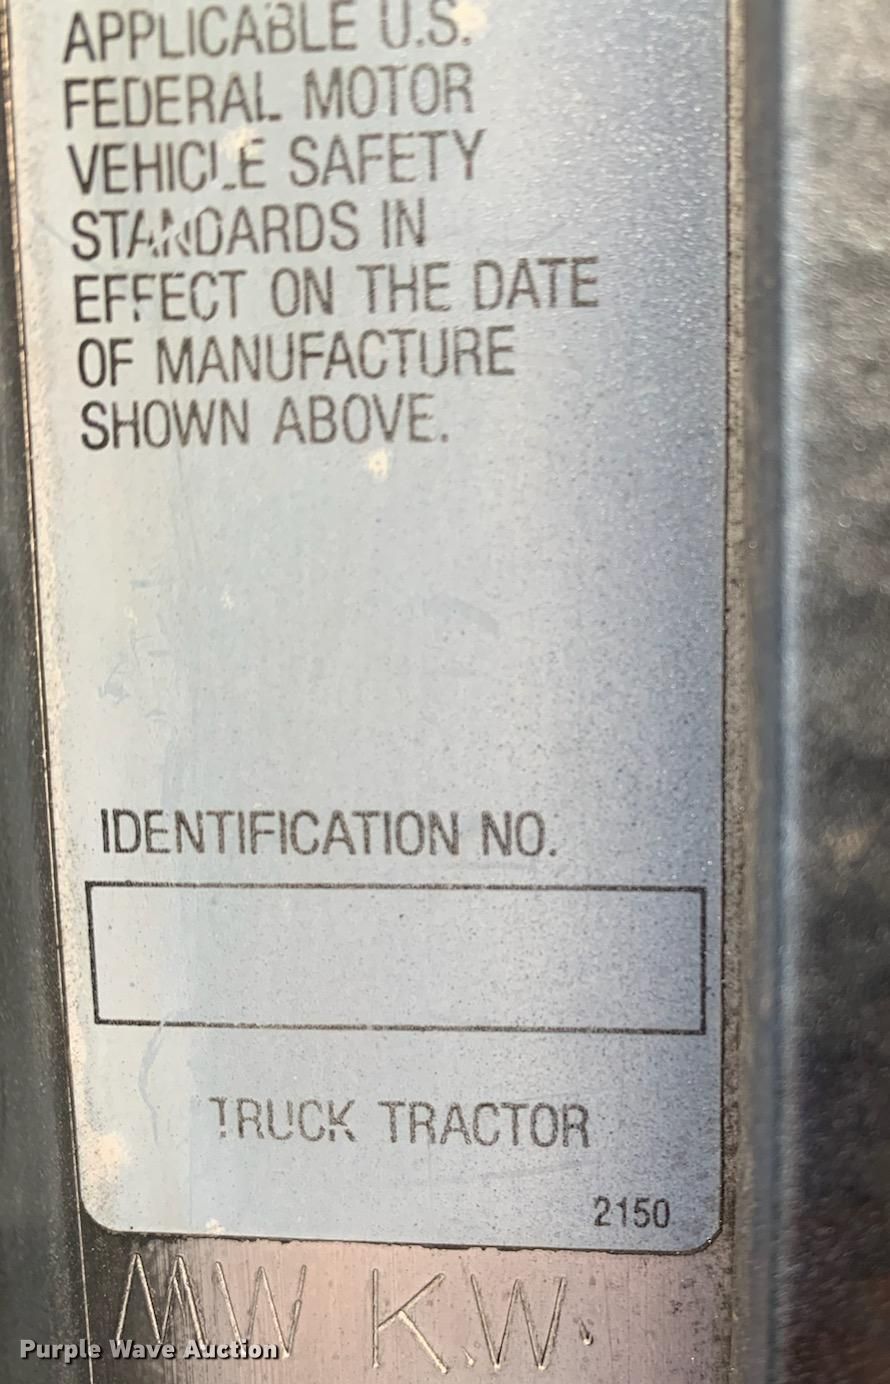 APPLICABLE U.S.
FEDERAL MOTOR
VEHICLE SAFETY
STANDARDS IN
EFFECT ON THE DATE
OF MANUFACTURE
SHOWN ABOVE.
IDENTIFICATION NO.
TRUCK TRACTOR
2150
MW K.W.
Purple Wave Auction